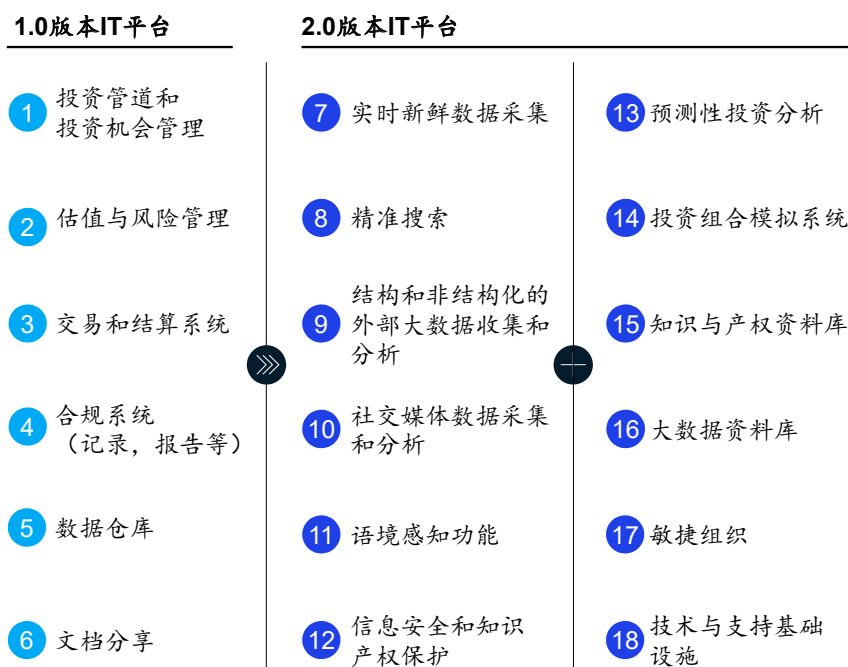 1.0版本IT平台
1
投资管道和
投资机会管理
2
估值与风险管理
3
交易和结算系统
4
合规系统
（记录，报告等）
5
数据仓库
6
文档分享
2.0版本IT平台
7
实时新鲜数据采集
8
精准搜索
9
结构和非结构化的
外部大数据收集和
分析
10
社交媒体数据采集
和分析
11
语境感知功能
12
信息安全和知识
产权保护
13
预测性投资分析
14
投资组合模拟系统
15
知识与产权资料库
16
大数据资料库
17
敏捷组织
18
技术与支持基础
设施